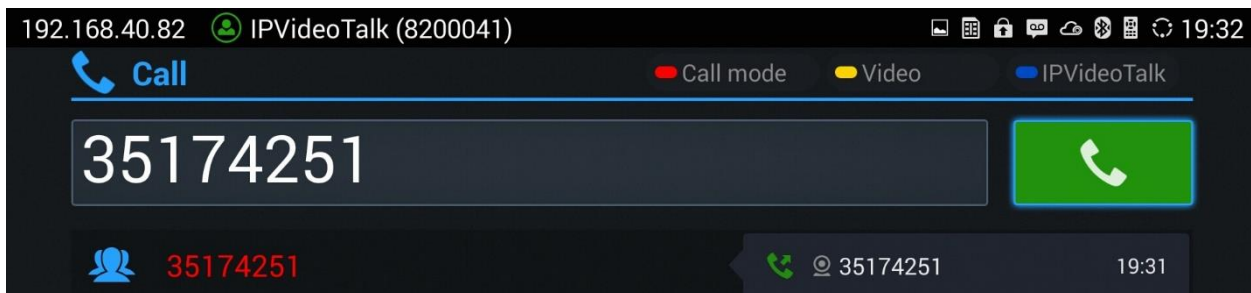 192.168.40.82 IPVideoTalk (8200041) 19:32
Call Call mode Video IPVideoTalk
35174251
35174251 35174251 19:31